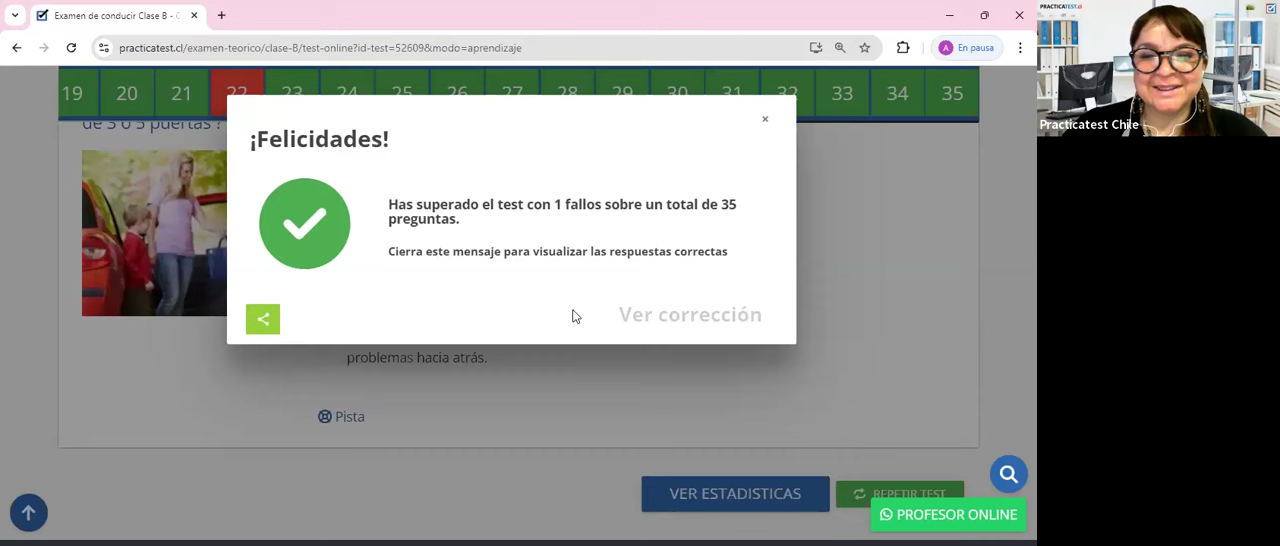 Examen de conducir Clase B - C
practicatest.cl/examen-teorico/clase-B/test-online?id-test=52609&modo=aprendizaje
A En pausa
PRACTICATEST.cl
Practicatest Chile
19 20 21 22 23 24 25 26 27 28 29 30 31 32 33 34 35
de 3 o 5 puertas?
¡Felicidades!
×
Has superado el test con 1 fallos sobre un total de 35
preguntas.
Cierra este mensaje para visualizar las respuestas correctas
Ver corrección
problemas hacia atrás.
Pista
VER ESTADISTICAS
REPETIR TEST
PROFESOR ONLINE